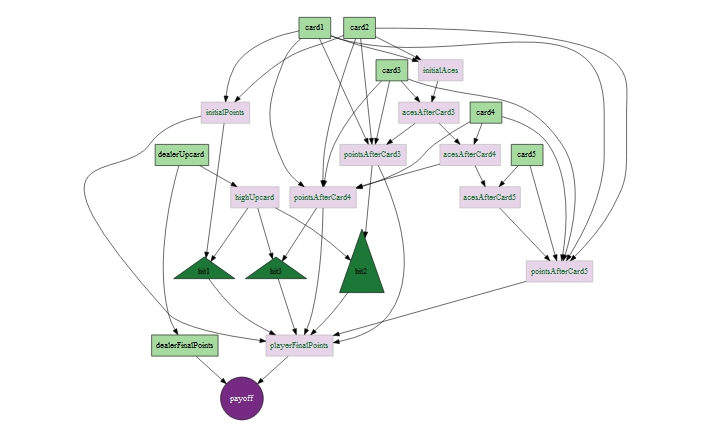 card1
card2
card3
initialAces
initialPoints
acesAfterCard3
card4
dealerUpcard
pointsAfterCard3
acesAfterCard4
card5
highUpcard
pointsAfterCard4
acesAfterCard5
hit1
hit3
hit2
pointsAfterCard5
dealerFinalPoints
playerFinalPoints
payoff